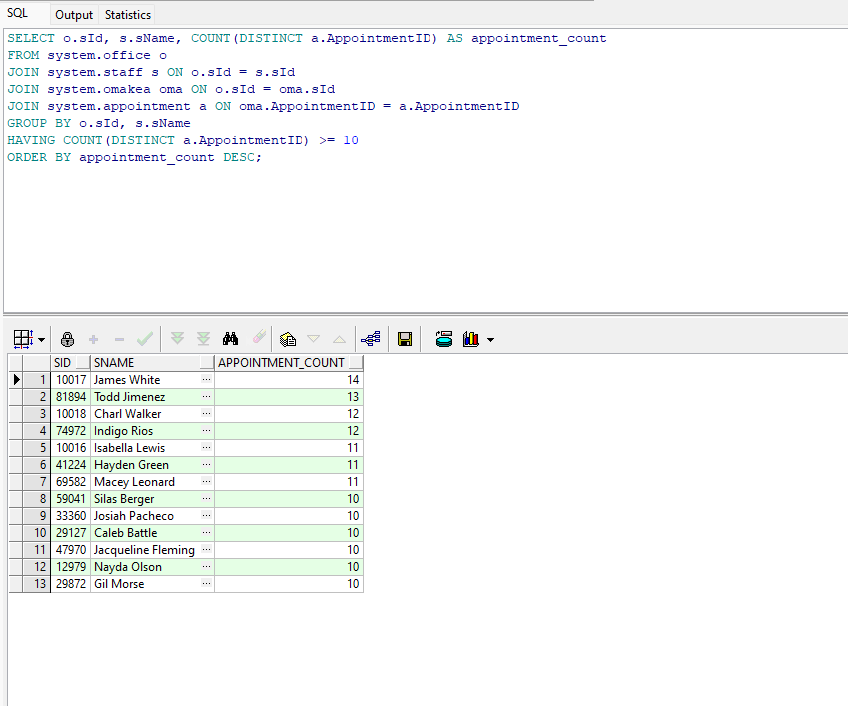 SQL Output Statistics
SELECT o.sId, s.sName, COUNT(DISTINCT a.AppointmentID) AS appointment_count
FROM system.office o
JOIN system.staff s ON o.sId = s.sId
JOIN system.omakea oma ON o.sId = oma.sId
JOIN system.appointment a ON oma.AppointmentID = a.AppointmentID
GROUP BY o.sId, s.sName
HAVING COUNT(DISTINCT a.AppointmentID) >= 10
ORDER BY appointment_count DESC;
SID SNAME APPOINTMENT_COUNT
1 10017 James White ... 14
2 81894 Todd Jimenez ... 13
3 10018 Charl Walker ... 12
4 74972 Indigo Rios ... 12
5 10016 Isabella Lewis ... 11
6 41224 Hayden Green ... 11
7 69582 Macey Leonard ... 11
8 59041 Silas Berger ... 10
9 33360 Josiah Pacheco ... 10
10 29127 Caleb Battle ... 10
11 47970 Jacqueline Fleming ... 10
12 12979 Nayda Olson ... 10
13 29872 Gil Morse ... 10